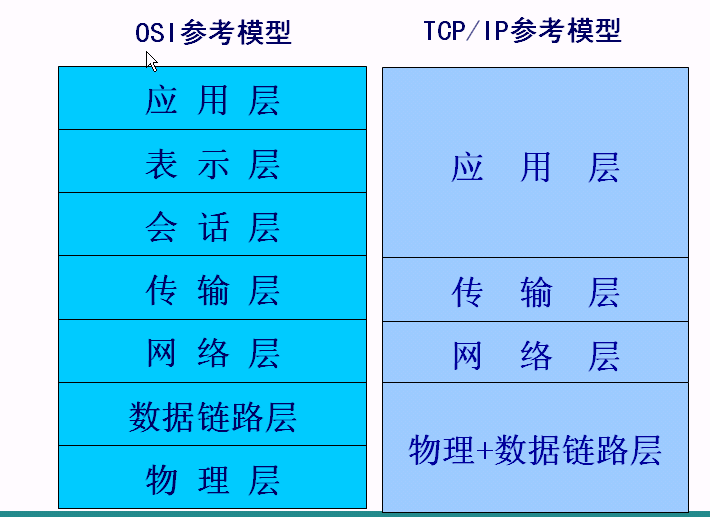 OSI参考模型
TCP/IP参考模型
应用层
表示层
会话层
传输层
网络层
数据链路层
物理层
应用层
传输层
网络层
物理+数据链路层